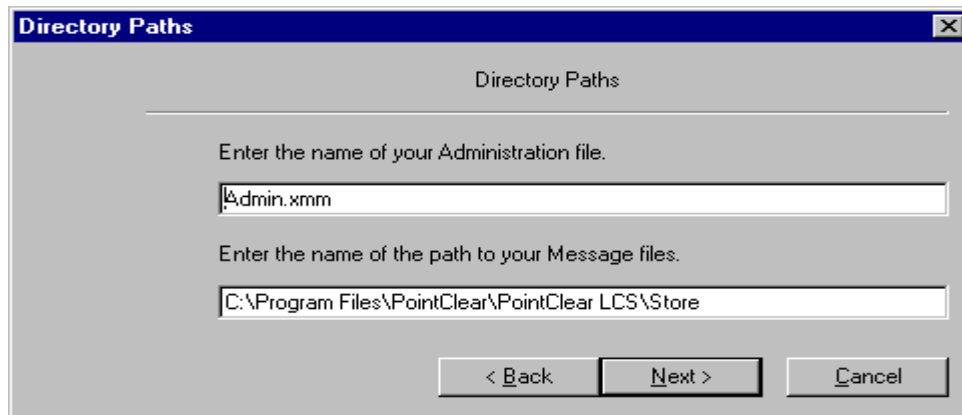 Directory Paths
Directory Paths
Enter the name of your Administration file.
Admin.xmm
Enter the name of the path to your Message files.
C:\Program Files\PointClear\PointClear LCS\Store
< Back Next > Cancel